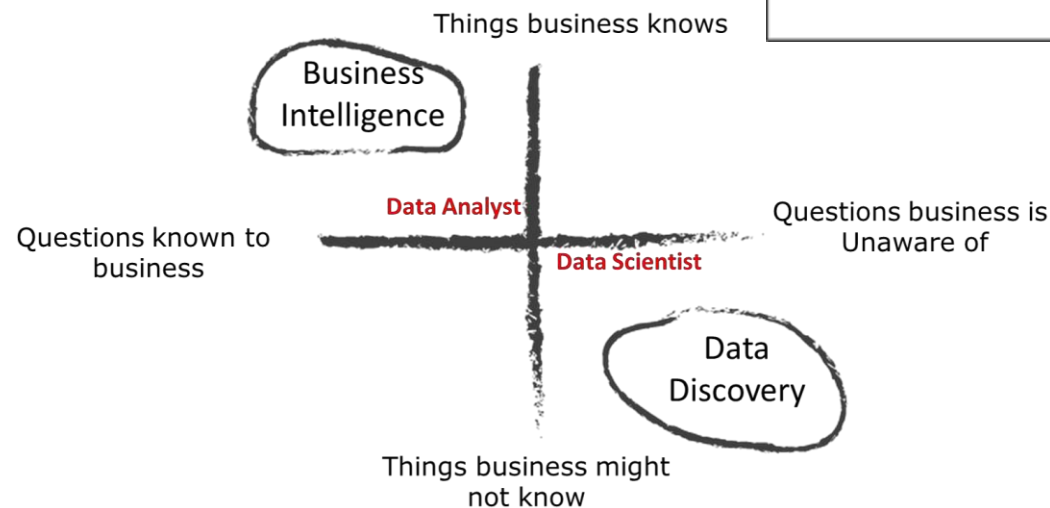 Things business knows
Business
Intelligence
Data Analyst
Questions known to
business
Questions business is
Unaware of
Data Scientist
Data
Discovery
Things business might
not know